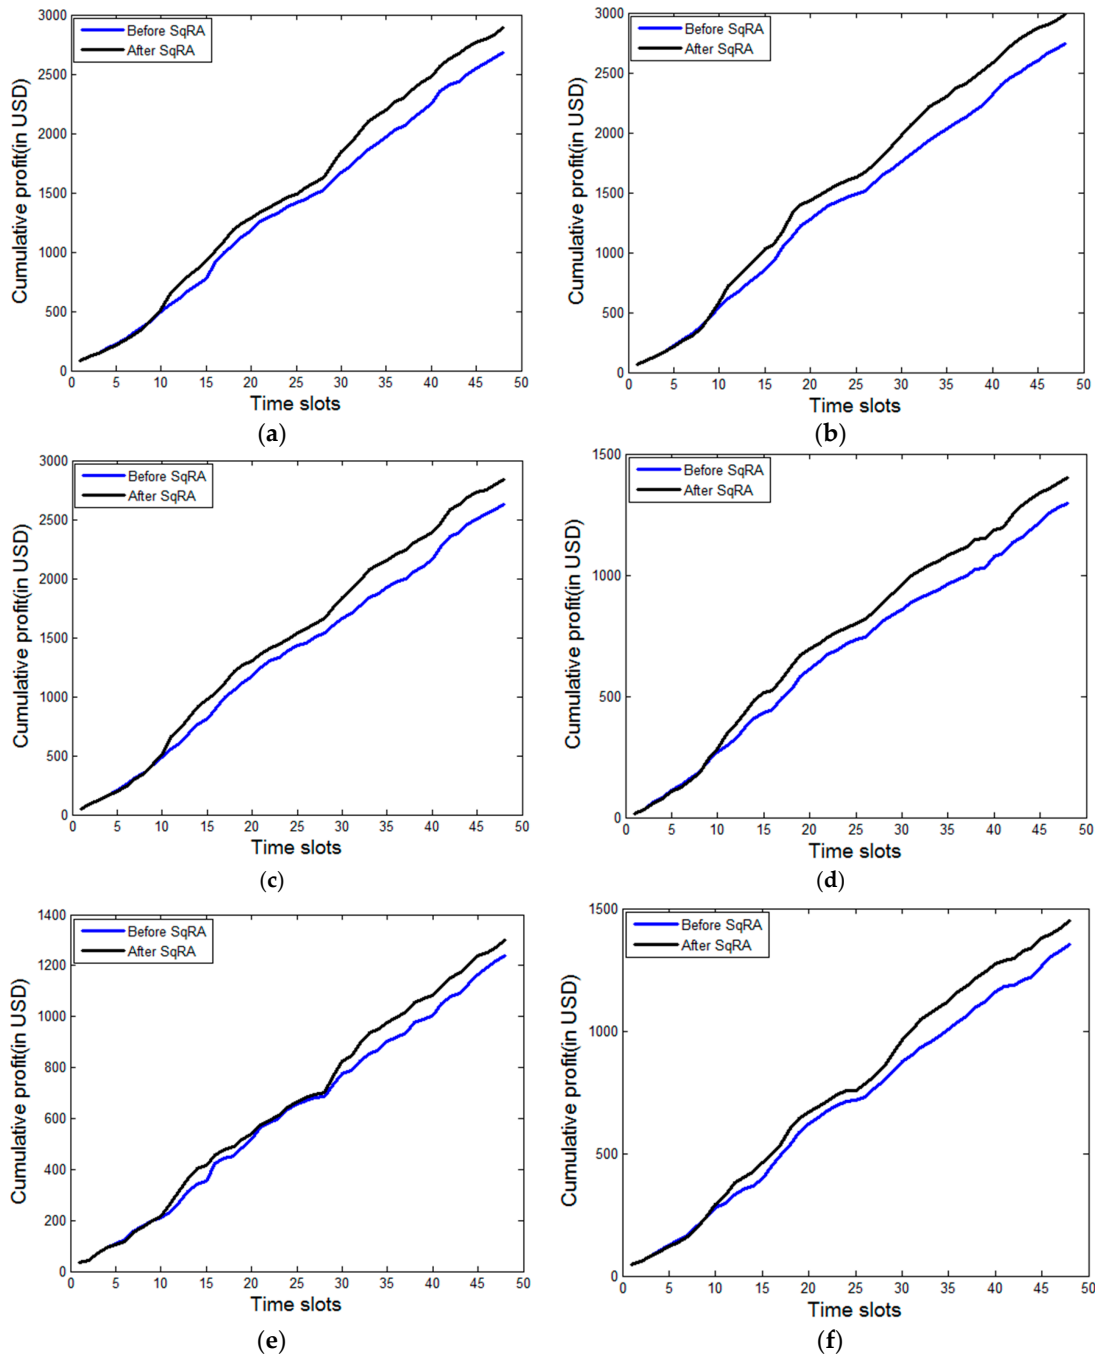 3000
2500
2000
1500
1000
500
0
Cumulative profit(in USD)
Before SqRA
After SqRA
0 5 10 15 20 25 30 35 40 45 50
Time slots
(a)
3000
2500
2000
1500
1000
500
0
Cumulative profit(in USD)
Before SqRA
After SqRA
0 5 10 15 20 25 30 35 40 45 50
Time slots
(b)
3000
2500
2000
1500
1000
500
0
Cumulative profit(in USD)
Before SqRA
After SqRA
0 5 10 15 20 25 30 35 40 45 50
Time slots
(c)
1500
1000
500
0
Cumulative profit(in USD)
Before SqRA
After SqRA
0 5 10 15 20 25 30 35 40 45 50
Time slots
(d)
1400
1200
1000
800
600
400
200
0
Cumulative profit(in USD)
Before SqRA
After SqRA
0 5 10 15 20 25 30 35 40 45 50
Time slots
(e)
1500
1000
500
0
Cumulative profit(in USD)
Before SqRA
After SqRA
0 5 10 15 20 25 30 35 40 45 50
Time slots
(f)